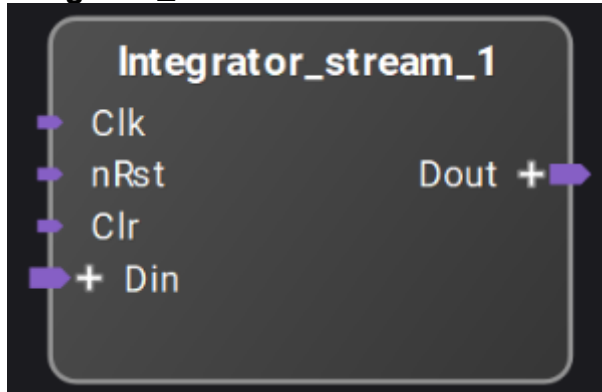 Integrator_stream_1
Clk
nRst
Dout +
Clr
+ Din